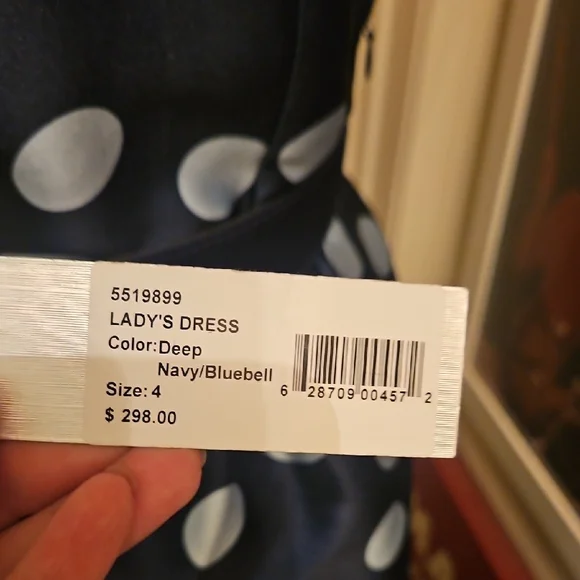 5519899
LADY'S DRESS
Color:Deep
Navy/Bluebell
Size: 4
$ 298.00
6 28709 00457 2